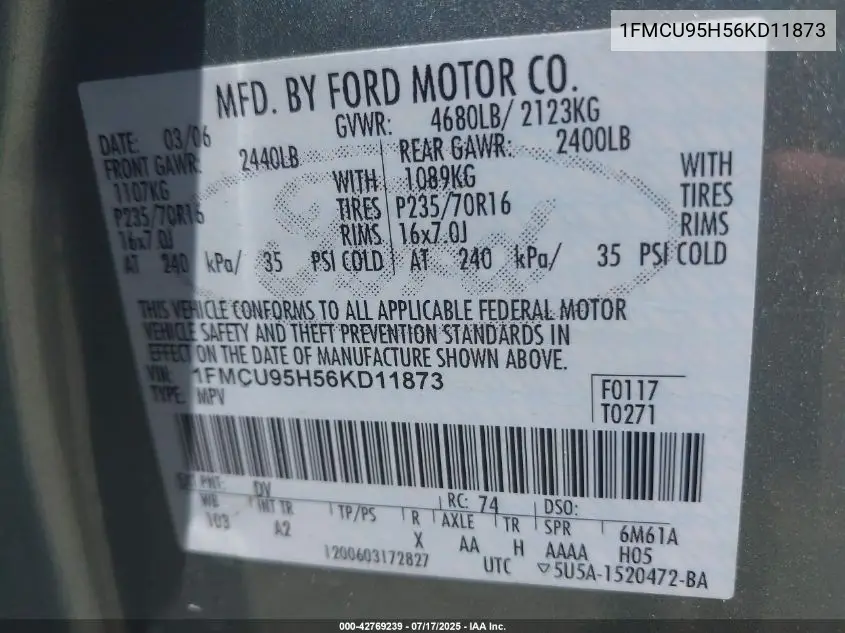 1FMCU95H56KD11873
MFD. BY FORD MOTOR CO.
DATE: 03/06 GVWR: 4680LB/ 2123KG
FRONT GAWR: 2440LB REAR GAWR: 2400LB
1107KG WITH 1089KG WITH
P235/70R16 TIRES P235/70R16 TIRES
16x7.0J RIMS 16x7.0J RIMS
AT 240 kPa/ 35 PSI COLD AT 240 kPa/ 35 PSI COLD
THIS VEHICLE CONFORMS TO ALL APPLICABLE FEDERAL MOTOR
VEHICLE SAFETY AND THEFT PREVENTION STANDARDS IN
EFFECT ON THE DATE OF MANUFACTURE SHOWN ABOVE.
VIN: 1FMCU95H56KD11873
TYPE: MPV
F0117
T0271
EXT PNT: DV RC: 74 DSO:
WB INT TR TP/PS R AXLE TR SPR 6M61A
103 A2 X AA H AAAA H05
1200603172827 UTC ▽5U5A-1520472-BA
000-42769239 - 07/17/2025 - IAA Inc.